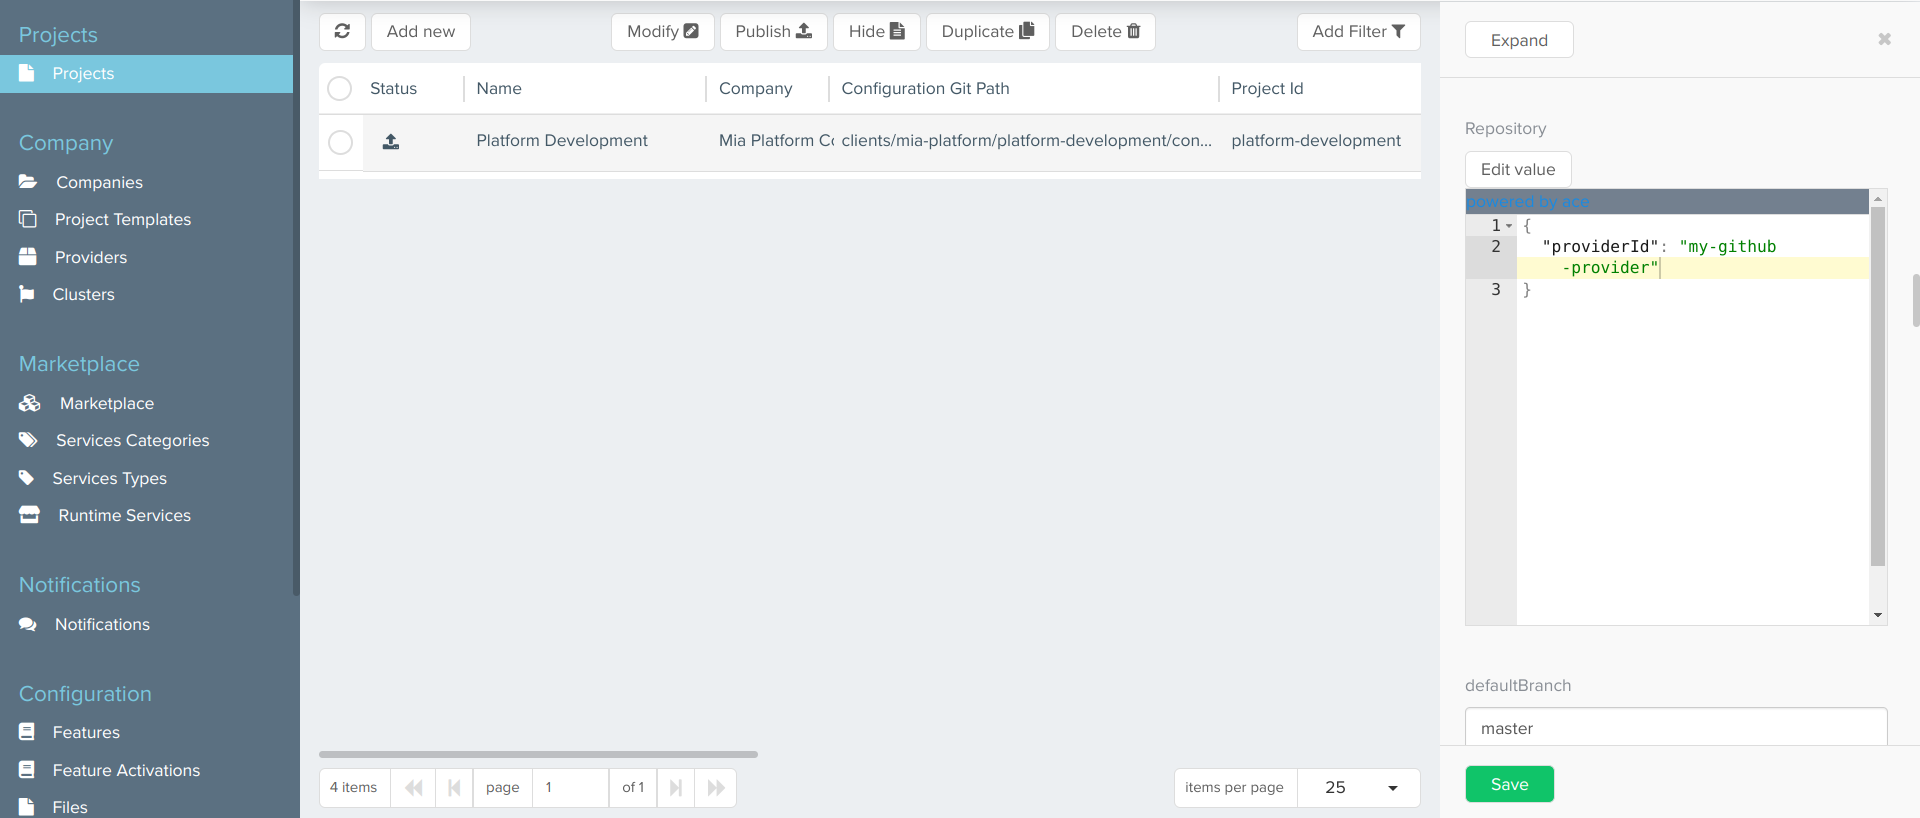 Projects
Projects
Company
Companies
Project Templates
Providers
Clusters
Marketplace
Marketplace
Services Categories
Services Types
Runtime Services
Notifications
Notifications
Configuration
Features
Feature Activations
Files
Add new
Modify
Publish
Hide
Duplicate
Delete
Add Filter
Status Name Company Configuration Git Path Project Id
Platform Development Mia Platform Co clients/mia-platform/platform-development/con... platform-development
4 items page 1 of 1
items per page 25
Expand
Repository
Edit value
powered by ace
1 {
2 "providerId": "my-github
-provider"
3 }
defaultBranch
master
Save